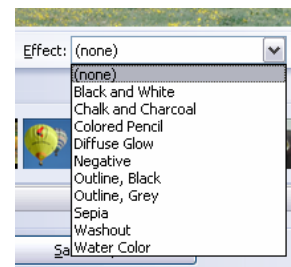 Effect: (none)
(none)
Black and White
Chalk and Charcoal
Colored Pencil
Diffuse Glow
Negative
Outline, Black
Outline, Grey
Sepia
Washout
Water Color
Sa